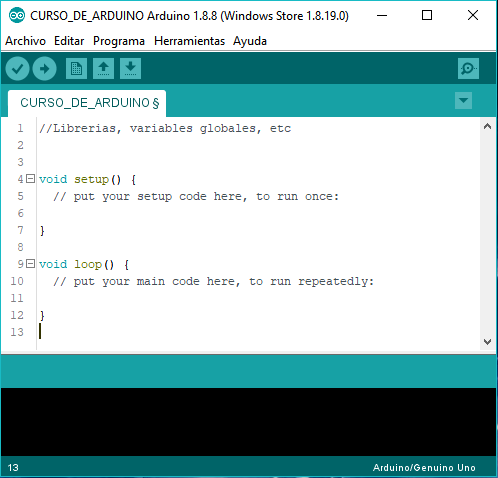 CURSO_DE_ARDUINO Arduino 1.8.8 (Windows Store 1.8.19.0)
Archivo Editar Programa Herramientas Ayuda
CURSO_DE_ARDUINO §
1 //Librerias, variables globales, etc
2
3
4 void setup() {
5 // put your setup code here, to run once:
6
7 }
8
9 void loop() {
10 // put your main code here, to run repeatedly:
11
12 }
13
13 Arduino/Genuino Uno